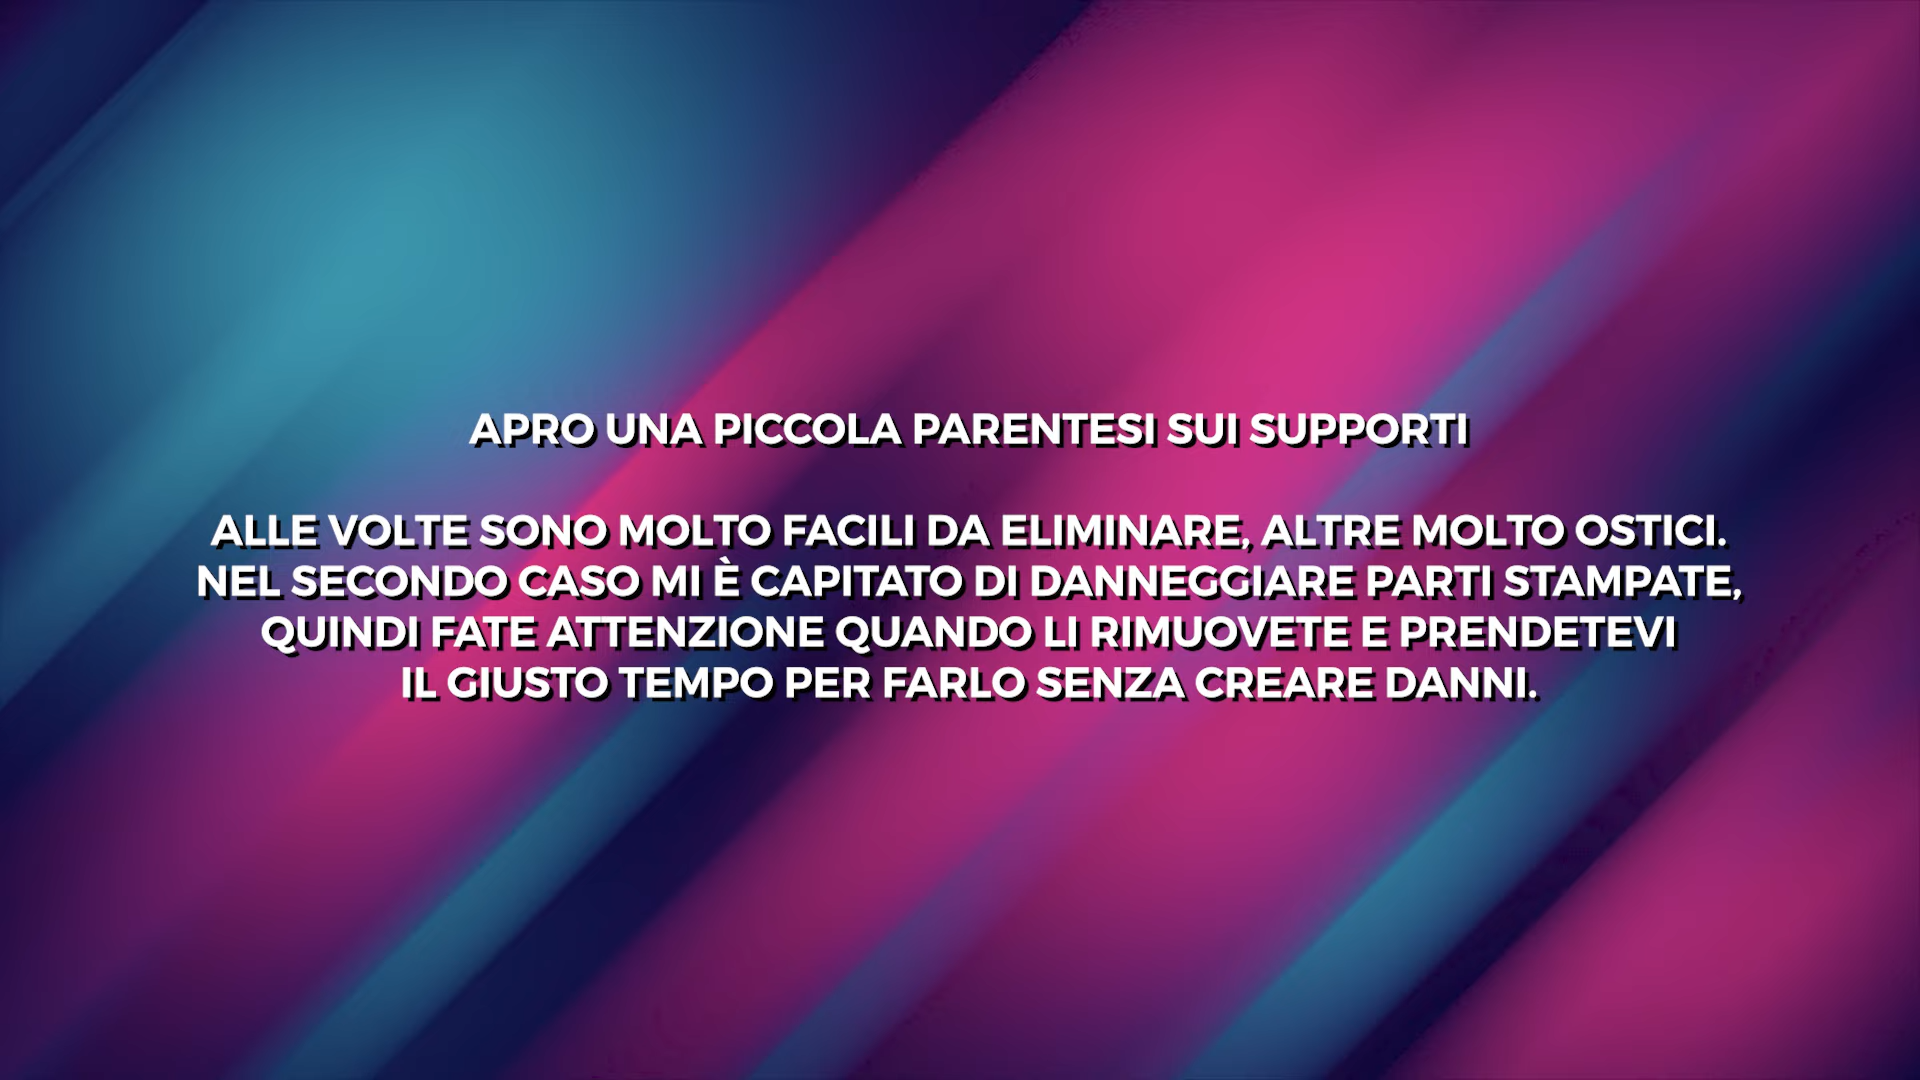 APRO UNA PICCOLA PARENTESI SUI SUPPORTI
ALLE VOLTE SONO MOLTO FACILI DA ELIMINARE, ALTRE MOLTO OSTICI.
NEL SECONDO CASO MI È CAPITATO DI DANNEGGIARE PARTI STAMPATE,
QUINDI FATE ATTENZIONE QUANDO LI RIMUOVETE E PRENDETEVI
IL GIUSTO TEMPO PER FARLO SENZA CREARE DANNI.